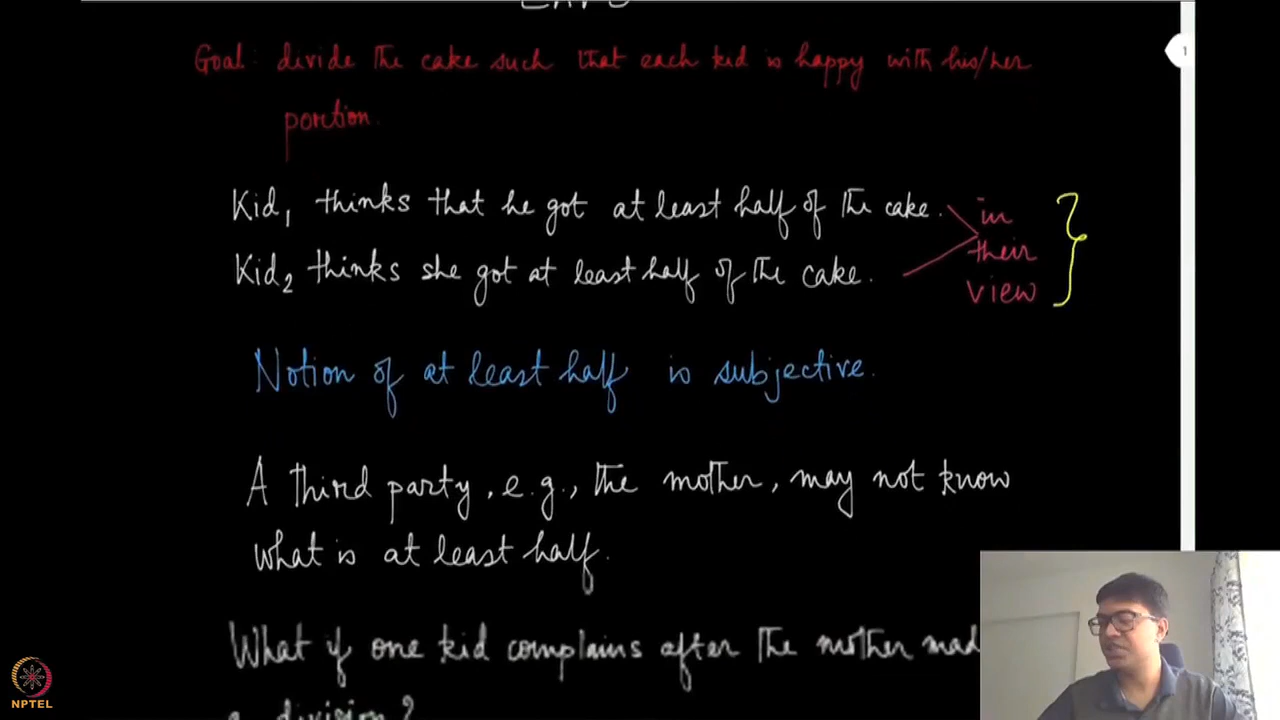 Goal: divide the cake such that each kid is happy with his/her
portion.
Kid₁ thinks that he got at least half of the cake.
Kid₂ thinks she got at least half of the cake.
in
their
view
Notion of at least half is subjective.
A third party, e.g., the mother, may not know
what is at least half.
What if one kid complains after the mother mad
a division?
1
NPTEL